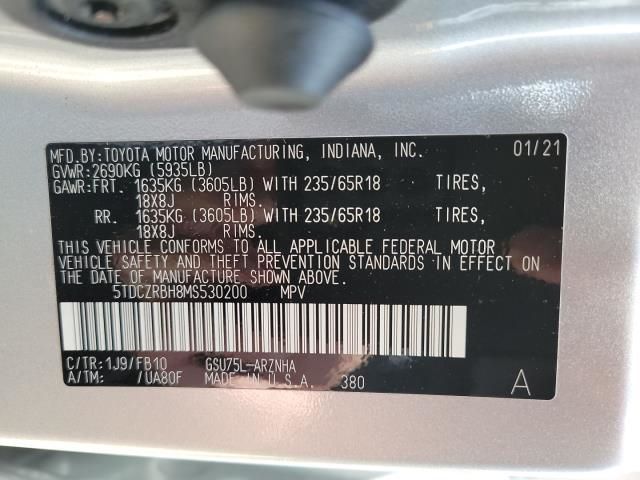 MFD.BY:TOYOTA MOTOR MANUFACTURING, INDIANA, INC. 01/21
GVWR:2690KG (5935LB)
GAWR:FRT. 1635KG (3605LB) WITH 235/65R18 TIRES,
18X8J RIMS.
RR. 1635KG (3605LB) WITH 235/65R18 TIRES,
18X8J RIMS.
THIS VEHICLE CONFORMS TO ALL APPLICABLE FEDERAL MOTOR
VEHICLE SAFETY AND THEFT PREVENTION STANDARDS IN EFFECT ON
THE DATE OF MANUFACTURE SHOWN ABOVE.
5TDCZRBH8MS530200 MPV
C/TR:1J9/FB10 GSU75L-ARZNHA
A/TM: /UA80F MADE IN U.S.A. 380 A